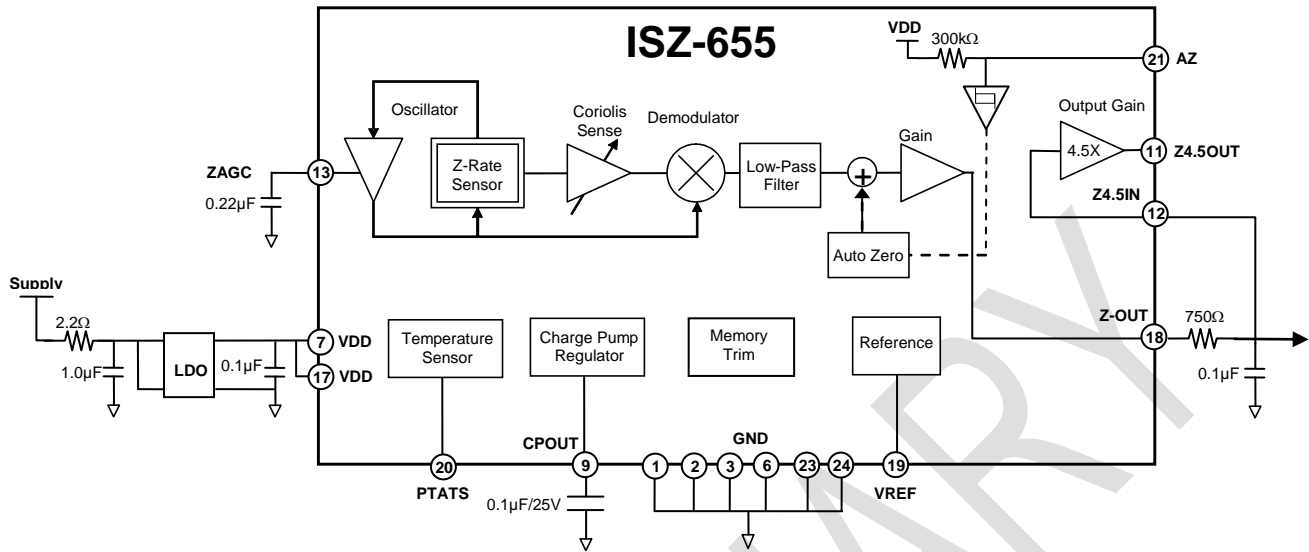 ISZ-655
VDD
300kΩ
21
AZ
Oscillator
Coriolis
Sense
Demodulator
Gain
Output Gain
4.5X
11
Z4.5OUT
ZAGC
13
0.22µF
Z-Rate
Sensor
Low-Pass
Filter
+
Z4.5IN
12
Auto Zero
Supply
2.2Ω
1.0µF
LDO
0.1µF
7
VDD
17
VDD
Temperature
Sensor
Charge Pump
Regulator
Memory
Trim
Reference
Z-OUT
18
750Ω
0.1µF
CPOUT
GND
20
9
1
2
3
6
23
24
19
PTATS
VREF
0.1µF/25V